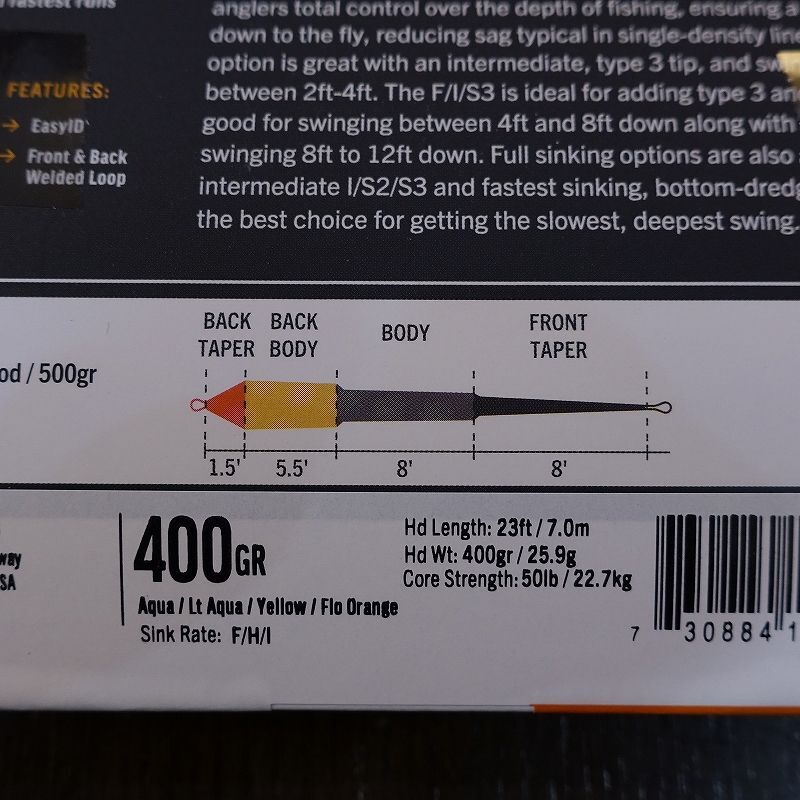 anglers total control over the depth of fishing, ensuring a
down to the fly, reducing sag typical in single-density line
option is great with an intermediate, type 3 tip, and
between 2ft-4ft. The F/I/S3 is ideal for adding type 3 an
good for swinging between 4ft and 8ft down along with
swinging 8ft to 12ft down. Full sinking options are also
intermediate I/S2/S3 and fastest sinking, bottom-dredg
the best choice for getting the slowest, deepest swing.
FEATURES:
→ EasyID
→ Front & Back
Welded Loop
BACK TAPER
BACK BODY
BODY
FRONT TAPER
od / 500gr
1.5' 5.5' 8' 8'
way
SA
400GR
Aqua / Lt Aqua / Yellow / Flo Orange
Sink Rate: F/H/I
Hd Length: 23ft / 7.0m
Hd Wt: 400gr / 25.9g
Core Strength: 50lb / 22.7kg
7 30884 1